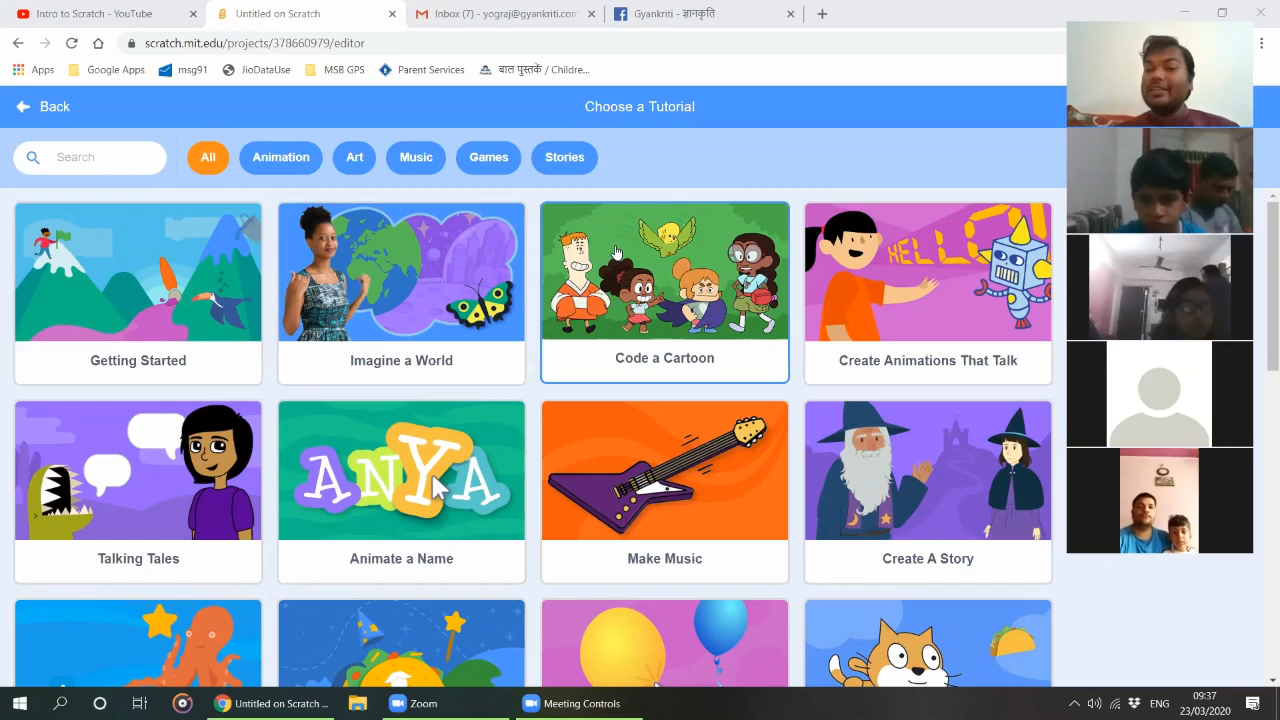 Intro to Scratch - YouTube
Untitled on Scratch
Inbox (7) - yograj@gyankriti.com
Gyankriti - ज्ञानकृति
scratch.mit.edu/projects/378660979/editor
Apps
Google Apps
msg91
JioDataUse
MSB GPS
Parent Services
बाल पुस्तकें / Childre...
Back
Choose a Tutorial
Search
All
Animation
Art
Music
Games
Stories
HELLO
Getting Started
Imagine a World
Code a Cartoon
Create Animations That Talk
ANYA
Talking Tales
Animate a Name
Make Music
Create A Story
Untitled on Scratch ...
Zoom
Meeting Controls
ENG
09:37
23/03/2020